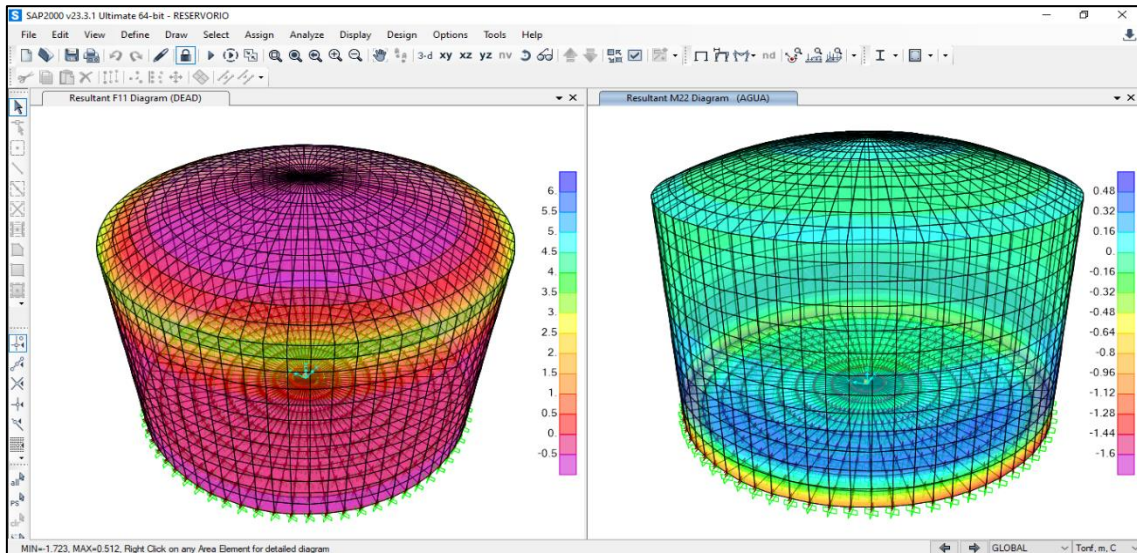 SAP2000 v23.3.1 Ultimate 64-bit - RESERVORIO
File Edit View Define Draw Select Assign Analyze Display Design Options Tools Help
3-d xy xz yz nv
nd
Resultant F11 Diagram (DEAD)
6.
5.5
5.
4.5
4.
3.5
3.
2.5
2.
1.5
1.
0.5
0.
-0.5
Resultant M22 Diagram (AGUA)
0.48
0.32
0.16
0.
-0.16
-0.32
-0.48
-0.64
-0.8
-0.96
-1.12
-1.28
-1.44
-1.6
all
ps
MIN=-1.723, MAX=0.512, Right Click on any Area Element for detailed diagram
GLOBAL
Tonf, m, C